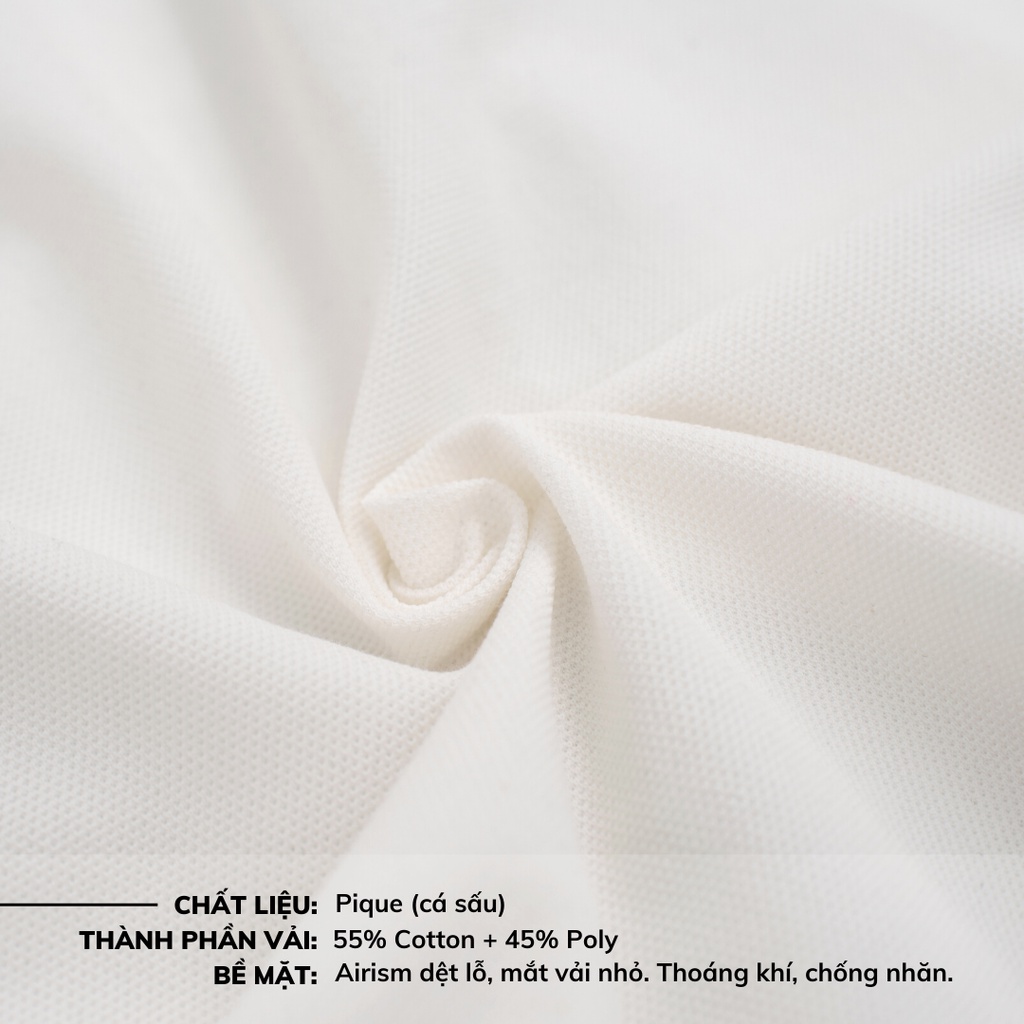 CHẤT LIỆU: Pique (cá sấu)
THÀNH PHẦN VẢI: 55% Cotton + 45% Poly
BỀ MẶT: Airism dệt lỗ, mắt vải nhỏ. Thoáng khí, chống nhăn.